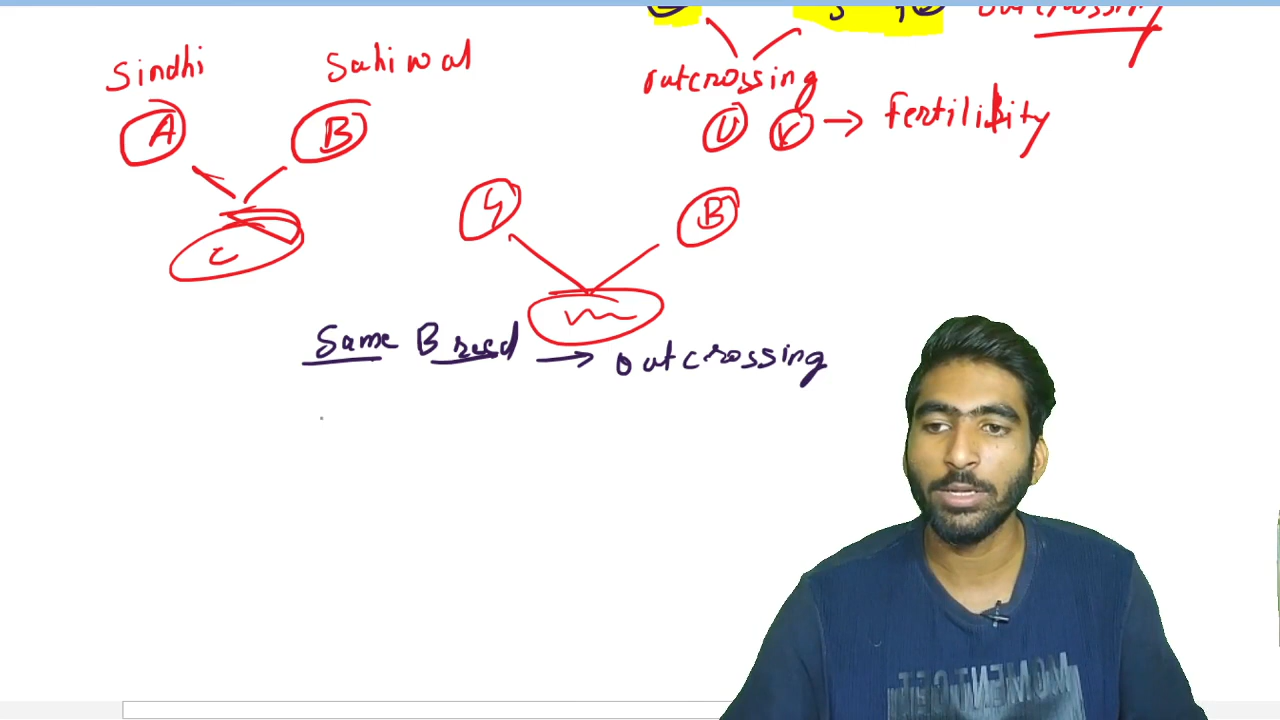 outcrossing
Sindhi Sahiwal
A B
outcrossing
U V → Fertility
C
G B
Same Breed → outcrossing